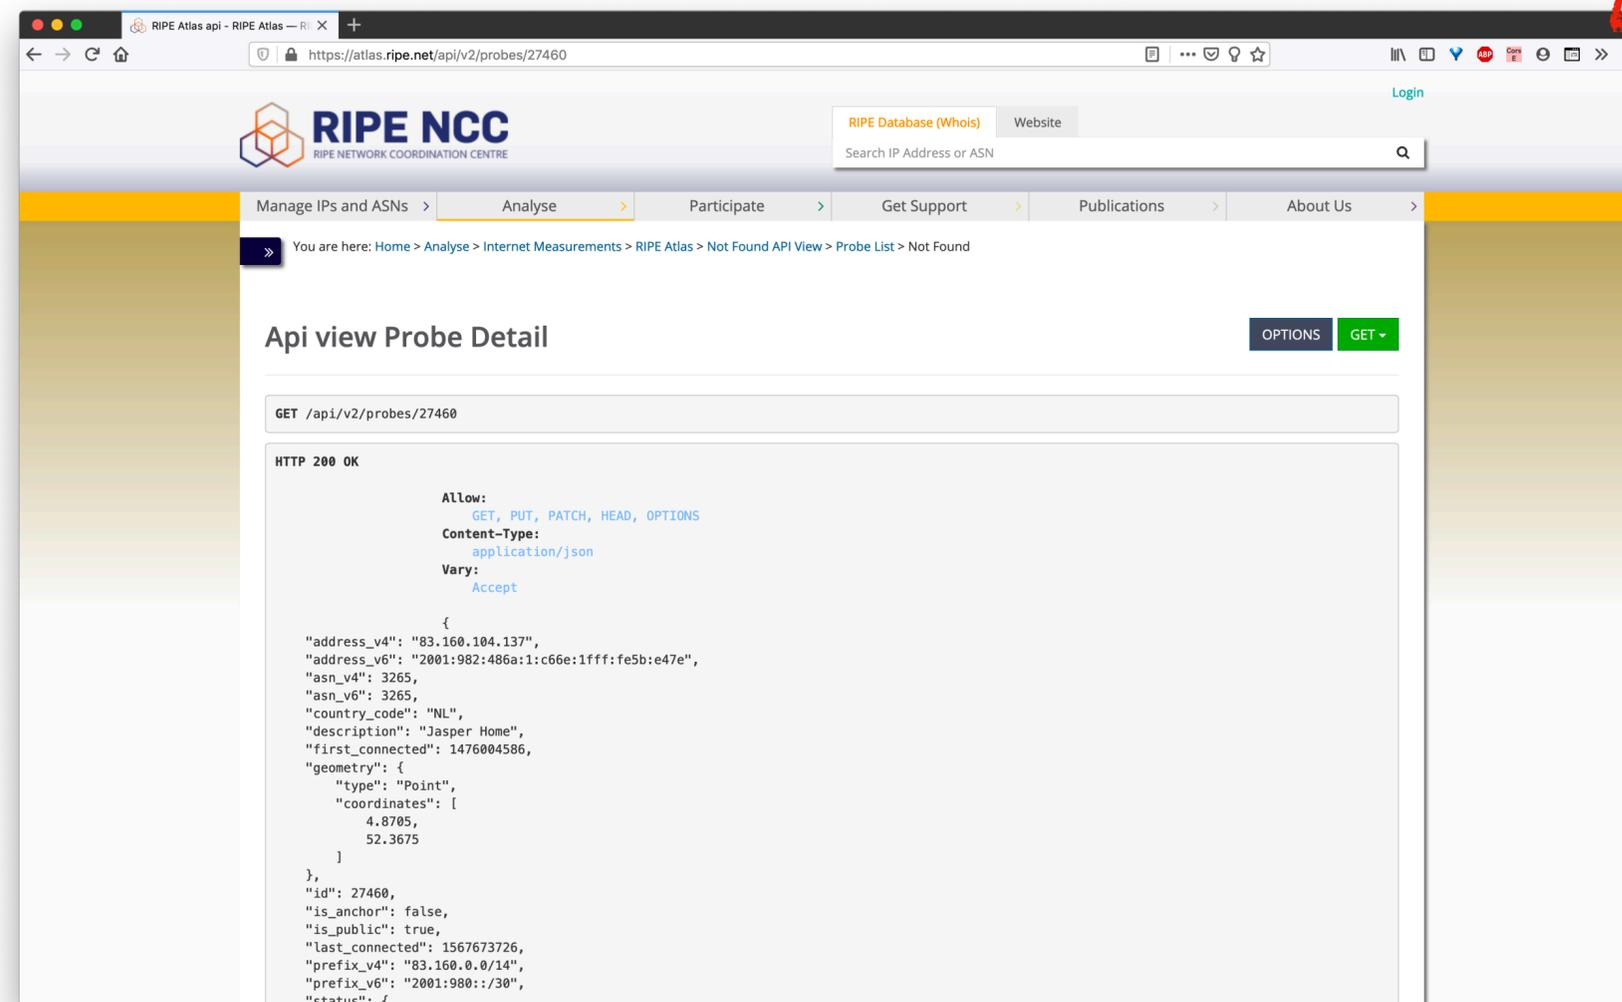 RIPE Atlas api - RIPE Atlas — RI
https://atlas.ripe.net/api/v2/probes/27460
ABP
Core
E
Login
RIPE NCC
RIPE NETWORK COORDINATION CENTRE
RIPE Database (Whois)
Website
Search IP Address or ASN
Manage IPs and ASNs
Analyse
Participate
Get Support
Publications
About Us
You are here: Home > Analyse > Internet Measurements > RIPE Atlas > Not Found API View > Probe List > Not Found
Api view Probe Detail
OPTIONS
GET
GET /api/v2/probes/27460
HTTP 200 OK
Allow:
GET, PUT, PATCH, HEAD, OPTIONS
Content-Type:
application/json
Vary:
Accept
{
"address_v4": "83.160.104.137",
"address_v6": "2001:982:486a:1:c66e:1fff:fe5b:e47e",
"asn_v4": 3265,
"asn_v6": 3265,
"country_code": "NL",
"description": "Jasper Home",
"first_connected": 1476004586,
"geometry": {
"type": "Point",
"coordinates": [
4.8705,
52.3675
]
},
"id": 27460,
"is_anchor": false,
"is_public": true,
"last_connected": 1567673726,
"prefix_v4": "83.160.0.0/14",
"prefix_v6": "2001:980::/30",
"status": {